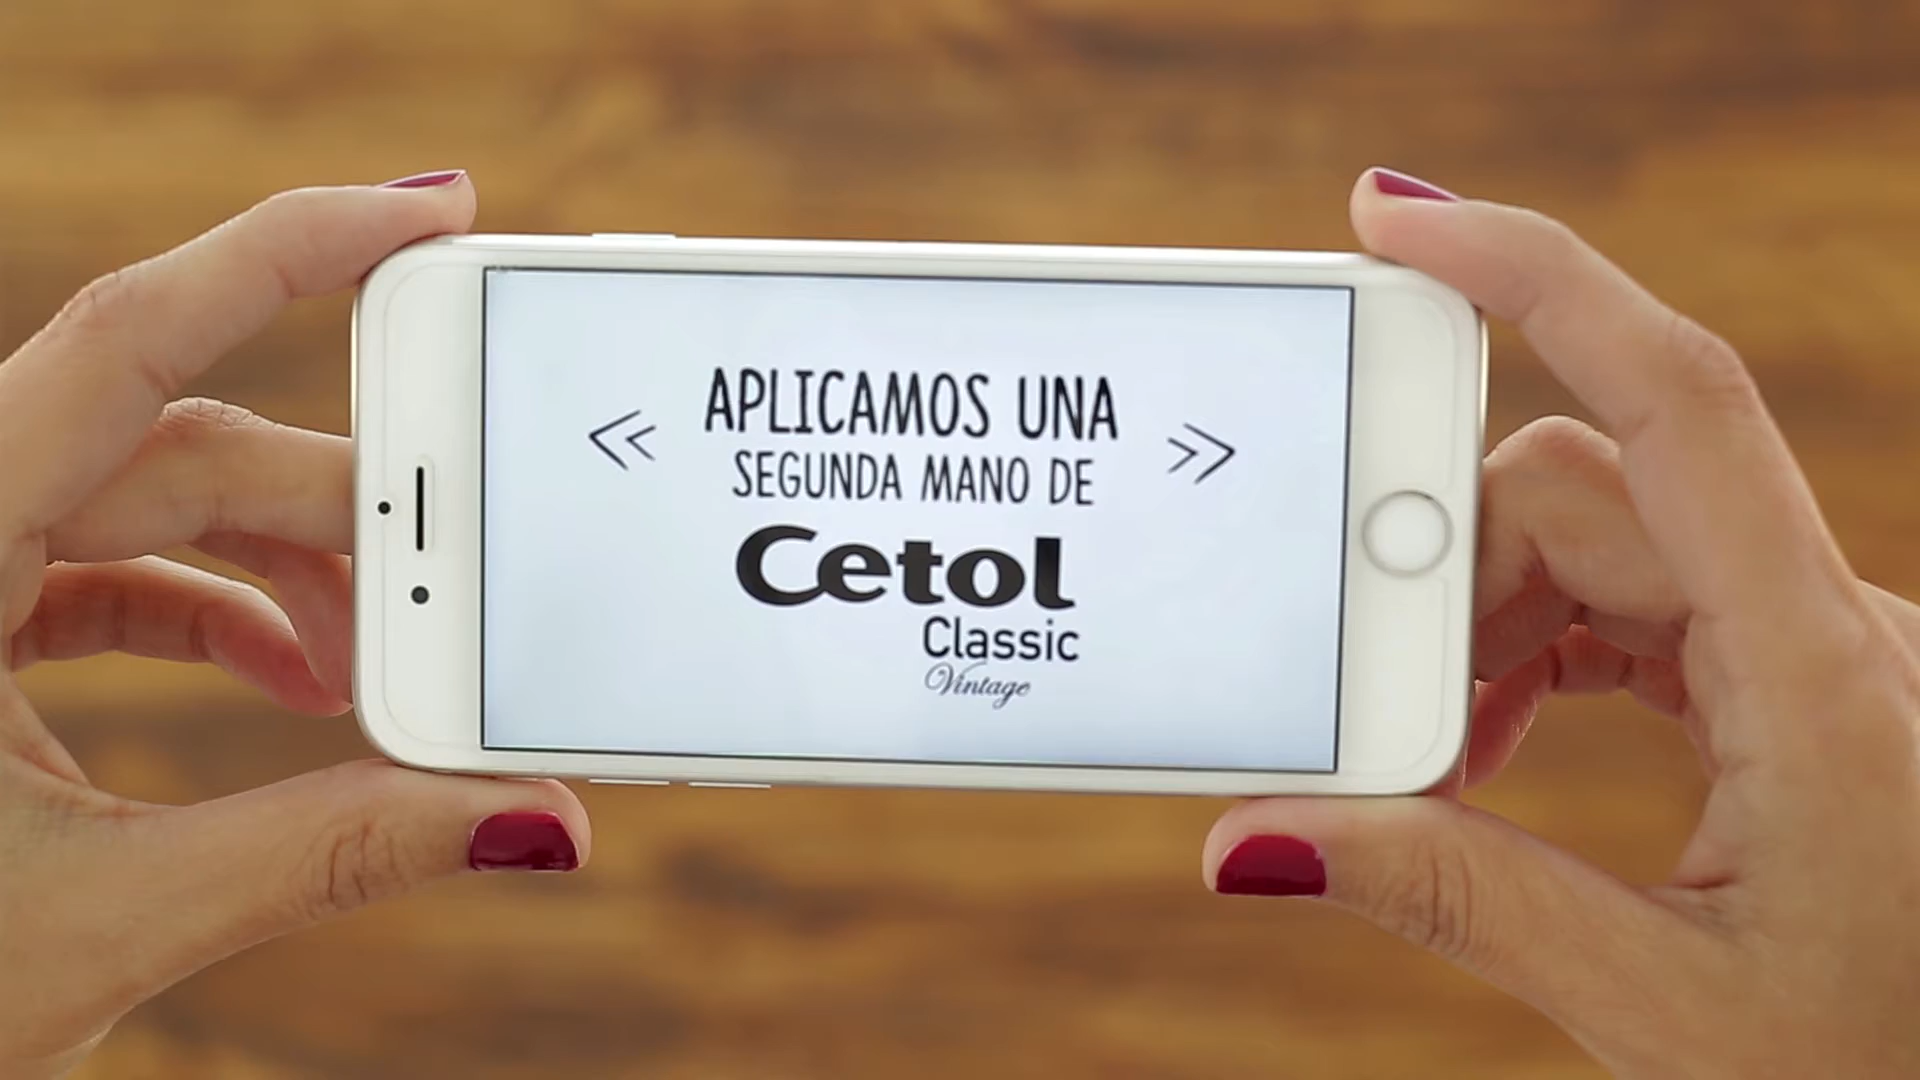 APLICAMOS UNA
SEGUNDA MANO DE
Cetol
Classic
Vintage